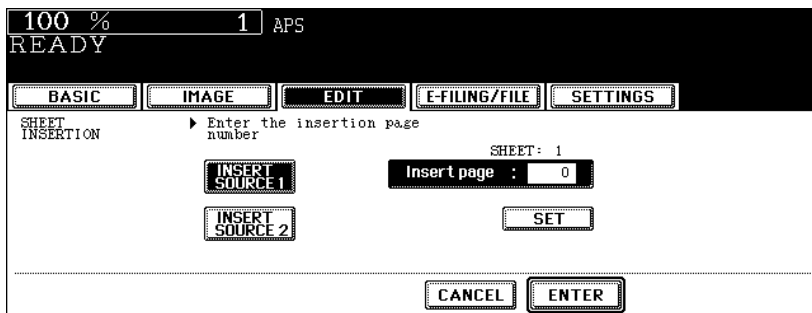 100 % 1 APS
READY
BASIC IMAGE EDIT E-FILING/FILE SETTINGS
SHEET INSERTION
▶ Enter the insertion page number
SHEET: 1
INSERT SOURCE 1
Insert page : 0
INSERT SOURCE 2
SET
CANCEL ENTER